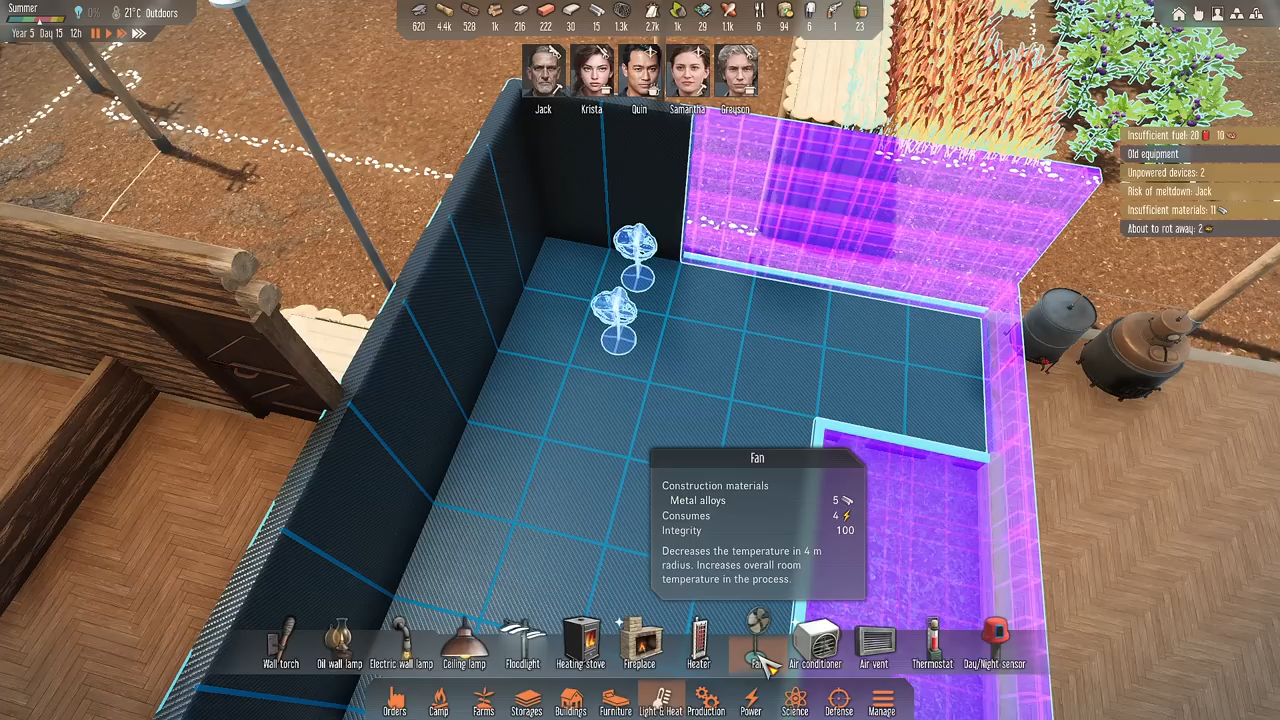 Summer
0%
21°C Outdoors
Year 5 Day 15 12h
620 4.4k 528 1k 216 222 30 15 1.3k 2.7k 1k 29 1.1k 6 94 6 1 23
Jack Krista Quin Samantha Greyson
Insufficient fuel: 20 10
Old equipment
Unpowered devices: 2
Risk of meltdown: Jack
Insufficient materials: 11
About to rot away: 2
Fan
Construction materials
Metal alloys 5
Consumes 4
Integrity 100
Decreases the temperature in 4 m
radius. Increases overall room
temperature in the process.
Wall torch Oil wall lamp Electric wall lamp Ceiling lamp Floodlight Heating stove Fireplace Heater Fan Air conditioner Air vent Thermostat Day/Night sensor
Orders Camp Farms Storages Buildings Furniture Light & Heat Production Power Science Defense Manage